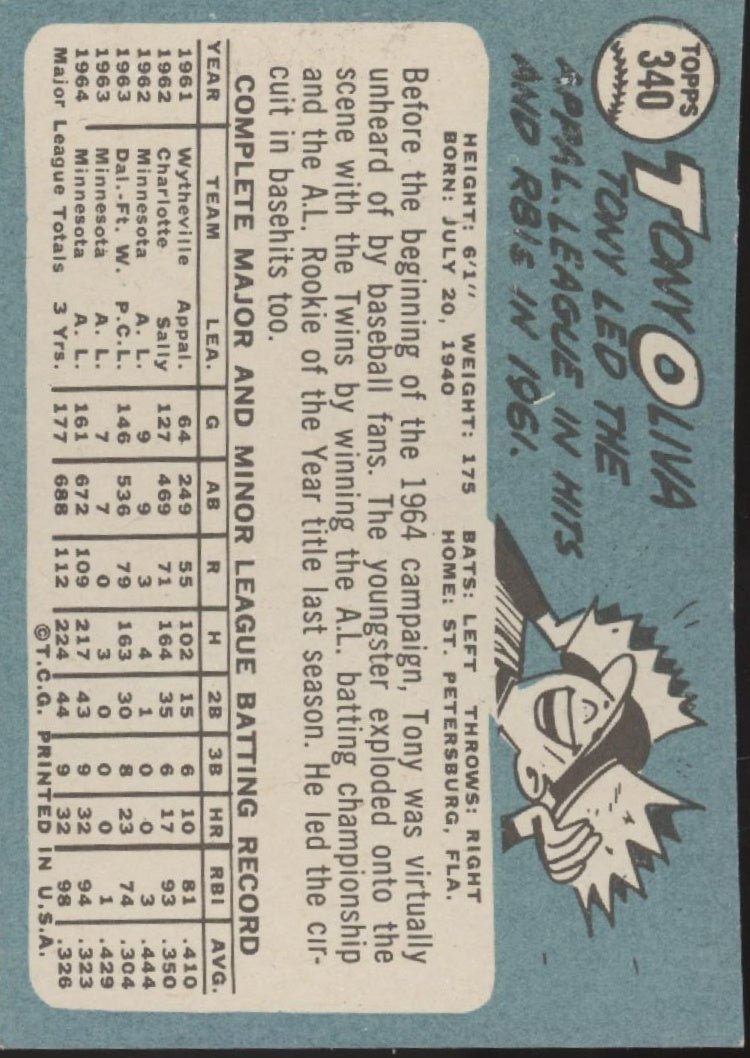 TOPPS
340
TONY OLIVA
TONY LED THE
APPAL. LEAGUE IN HITS
AND RBIS IN 1961.
HEIGHT: 6'1" WEIGHT: 175 BATS: LEFT THROWS: RIGHT
BORN: JULY 20, 1940 HOME: ST. PETERSBURG, FLA.
Before the beginning of the 1964 campaign, Tony was virtually
unheard of by baseball fans. The youngster exploded onto the
scene with the Twins by winning the A.L. batting championship
and the A.L. Rookie of the Year title last season. He led the cir-
cuit in basehits too.
COMPLETE MAJOR AND MINOR LEAGUE BATTING RECORD
YEAR TEAM LEA. G AB R H 2B 3B HR RBI AVG.
1961 Wytheville Appal. 64 249 55 102 15 6 10 81 .410
1962 Charlotte Sally 127 469 71 164 35 6 17 93 .350
1962 Minnesota A. L. 9 9 3 4 1 0 0 3 .444
1963 Dal.-Ft. W. P.C.L. 146 536 79 163 30 8 23 74 .304
1963 Minnesota A. L. 7 7 0 3 0 0 0 1 .429
1964 Minnesota A. L. 161 672 109 217 43 9 32 94 .323
Major League Totals 3 Yrs. 177 688 112 224 44 9 32 98 .326
©T.C.G. PRINTED IN U.S.A.